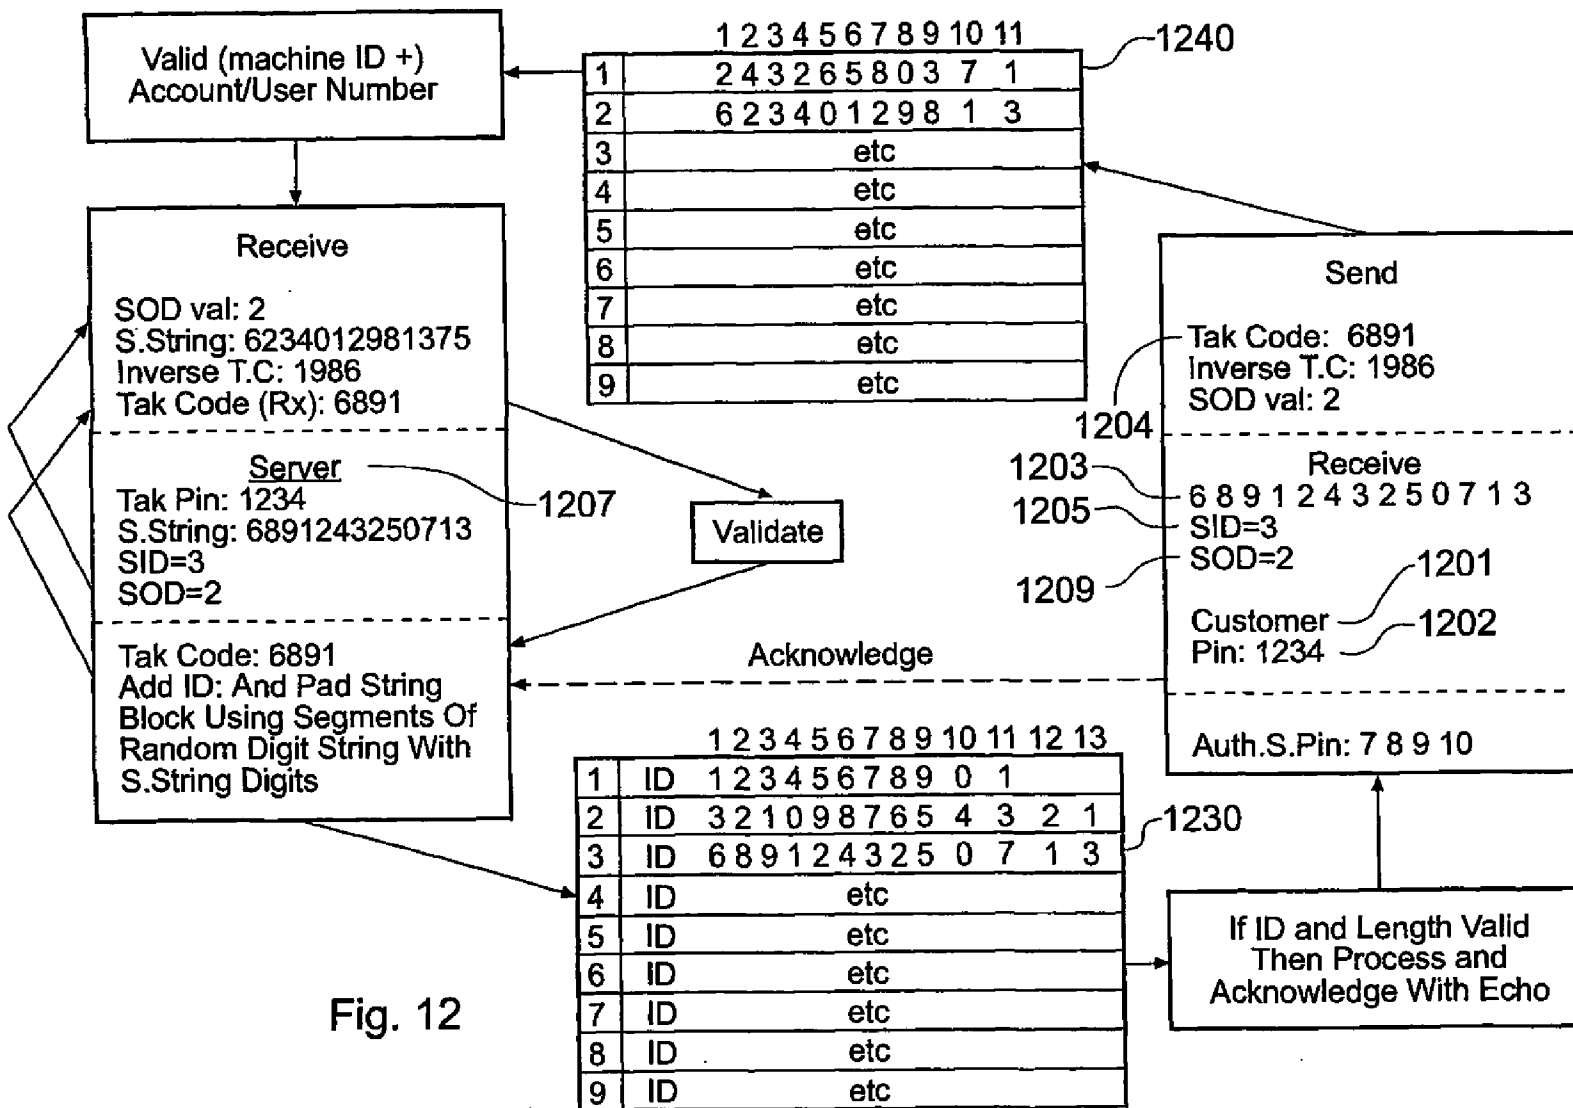 Valid (machine ID +)
Account/User Number
1 2 3 4 5 6 7 8 9 10 11
1 2 4 3 2 6 5 8 0 3 7 1
2 6 2 3 4 0 1 2 9 8 1 3
3 etc
4 etc
5 etc
6 etc
7 etc
8 etc
9 etc
1240
Receive
SOD val: 2
S.String: 6234012981375
Inverse T.C: 1986
Tak Code (Rx): 6891
Server
Tak Pin: 1234
S.String: 6891243250713
SID=3
SOD=2
Tak Code: 6891
Add ID: And Pad String
Block Using Segments Of
Random Digit String With
S.String Digits
1207
Validate
Acknowledge
Send
Tak Code: 6891
Inverse T.C: 1986
SOD val: 2
1204
Receive
1203
6 8 9 1 2 4 3 2 5 0 7 1 3
1205
SID=3
SOD=2
1209
1201
Customer
1202
Pin: 1234
Auth.S.Pin: 7 8 9 10
1 2 3 4 5 6 7 8 9 10 11 12 13
1 ID 1 2 3 4 5 6 7 8 9 0 1
2 ID 3 2 1 0 9 8 7 6 5 4 3 2 1
3 ID 6 8 9 1 2 4 3 2 5 0 7 1 3
4 ID etc
5 ID etc
6 ID etc
7 ID etc
8 ID etc
9 ID etc
1230
If ID and Length Valid
Then Process and
Acknowledge With Echo
Fig. 12